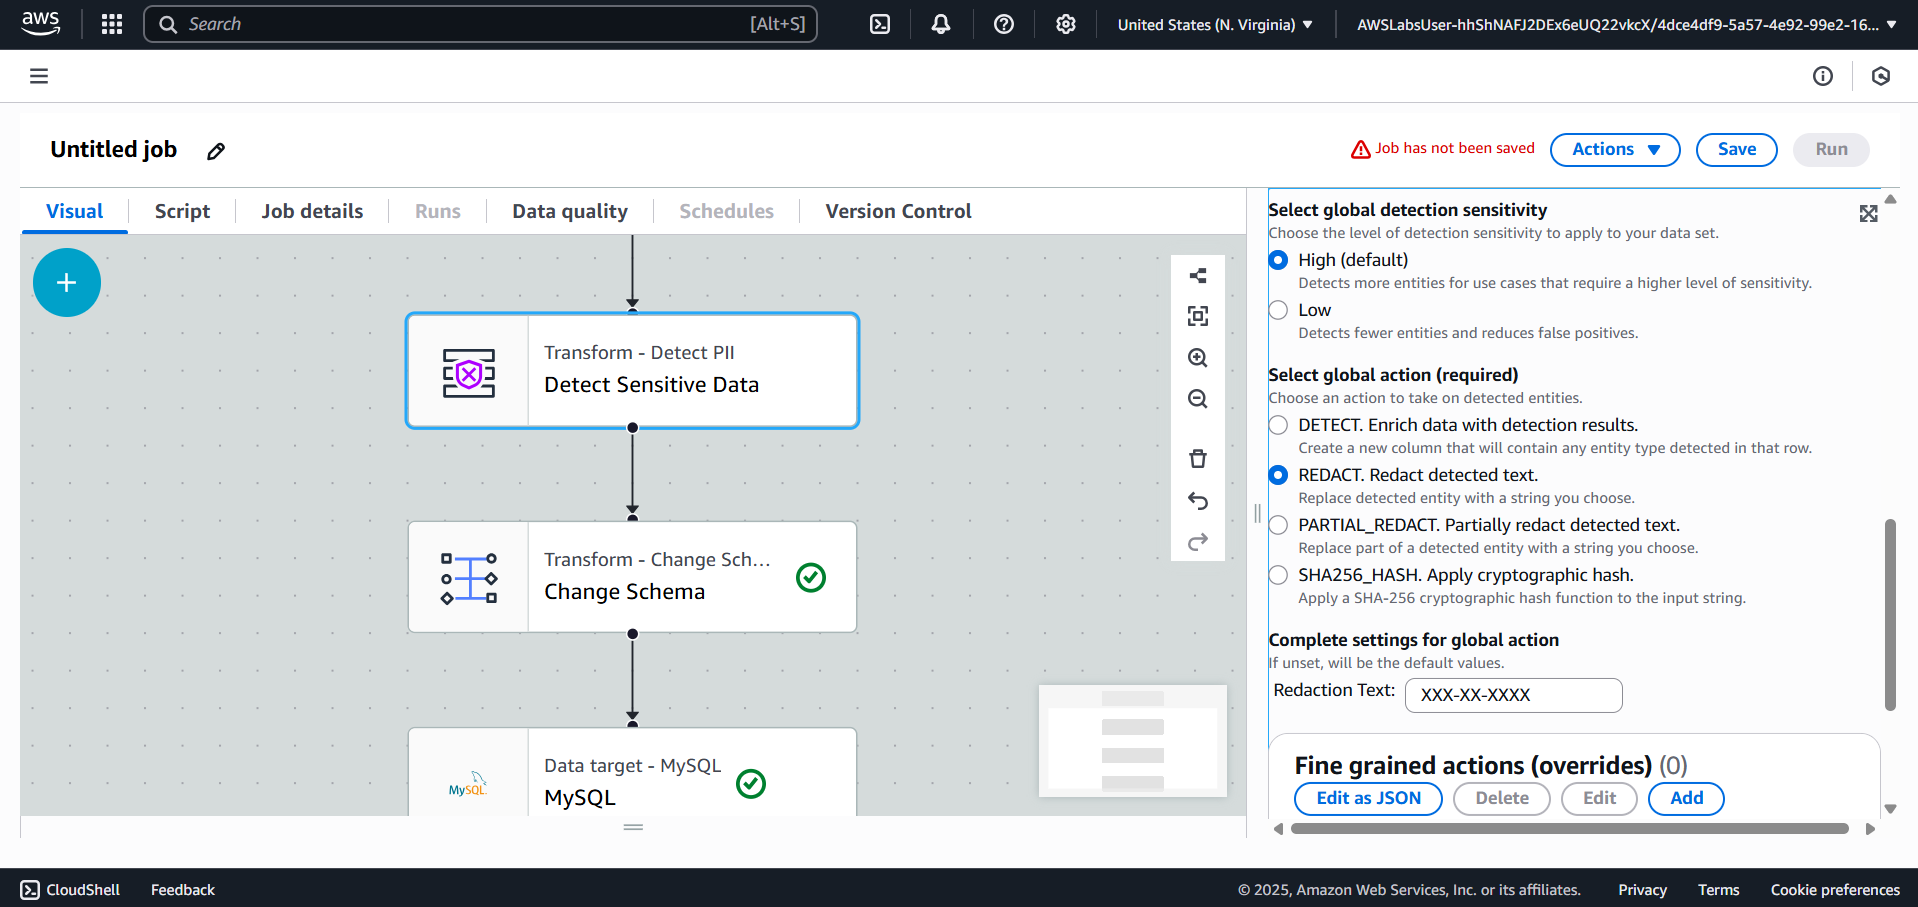 aws
Search
[Alt+S]
United States (N. Virginia)
AWSLabsUser-hhShNAFJ2DEx6eUQ22vkcX/4dce4df9-5a57-4e92-99e2-16...
Untitled job
Job has not been saved
Actions
Save
Run
Visual
Script
Job details
Runs
Data quality
Schedules
Version Control
Transform - Detect PII
Detect Sensitive Data
Transform - Change Sch...
Change Schema
MySQL.
Data target - MySQL
MySQL
Select global detection sensitivity
Choose the level of detection sensitivity to apply to your data set.
High (default)
Detects more entities for use cases that require a higher level of sensitivity.
Low
Detects fewer entities and reduces false positives.
Select global action (required)
Choose an action to take on detected entities.
DETECT. Enrich data with detection results.
Create a new column that will contain any entity type detected in that row.
REDACT. Redact detected text.
Replace detected entity with a string you choose.
PARTIAL_REDACT. Partially redact detected text.
Replace part of a detected entity with a string you choose.
SHA256_HASH. Apply cryptographic hash.
Apply a SHA-256 cryptographic hash function to the input string.
Complete settings for global action
If unset, will be the default values.
Redaction Text:
XXX-XX-XXXX
Fine grained actions (overrides) (0)
Edit as JSON
Delete
Edit
Add
CloudShell
Feedback
© 2025, Amazon Web Services, Inc. or its affiliates.
Privacy
Terms
Cookie preferences